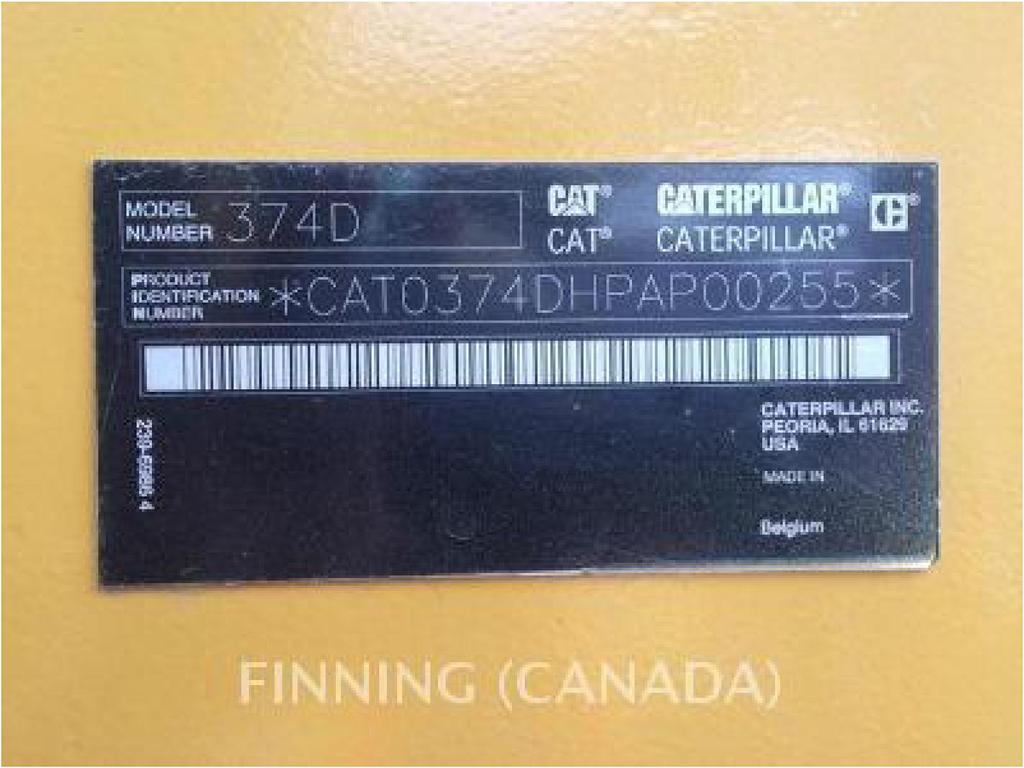 MODEL
NUMBER 374D
CAT® CATERPILLAR®
CAT® CATERPILLAR®
PRODUCT
IDENTIFICATION
NUMBER
*CAT0374DHPAP00255*
CATERPILLAR INC.
PEORIA, IL 61629
USA
MADE IN
Belgium
FINNING (CANADA)